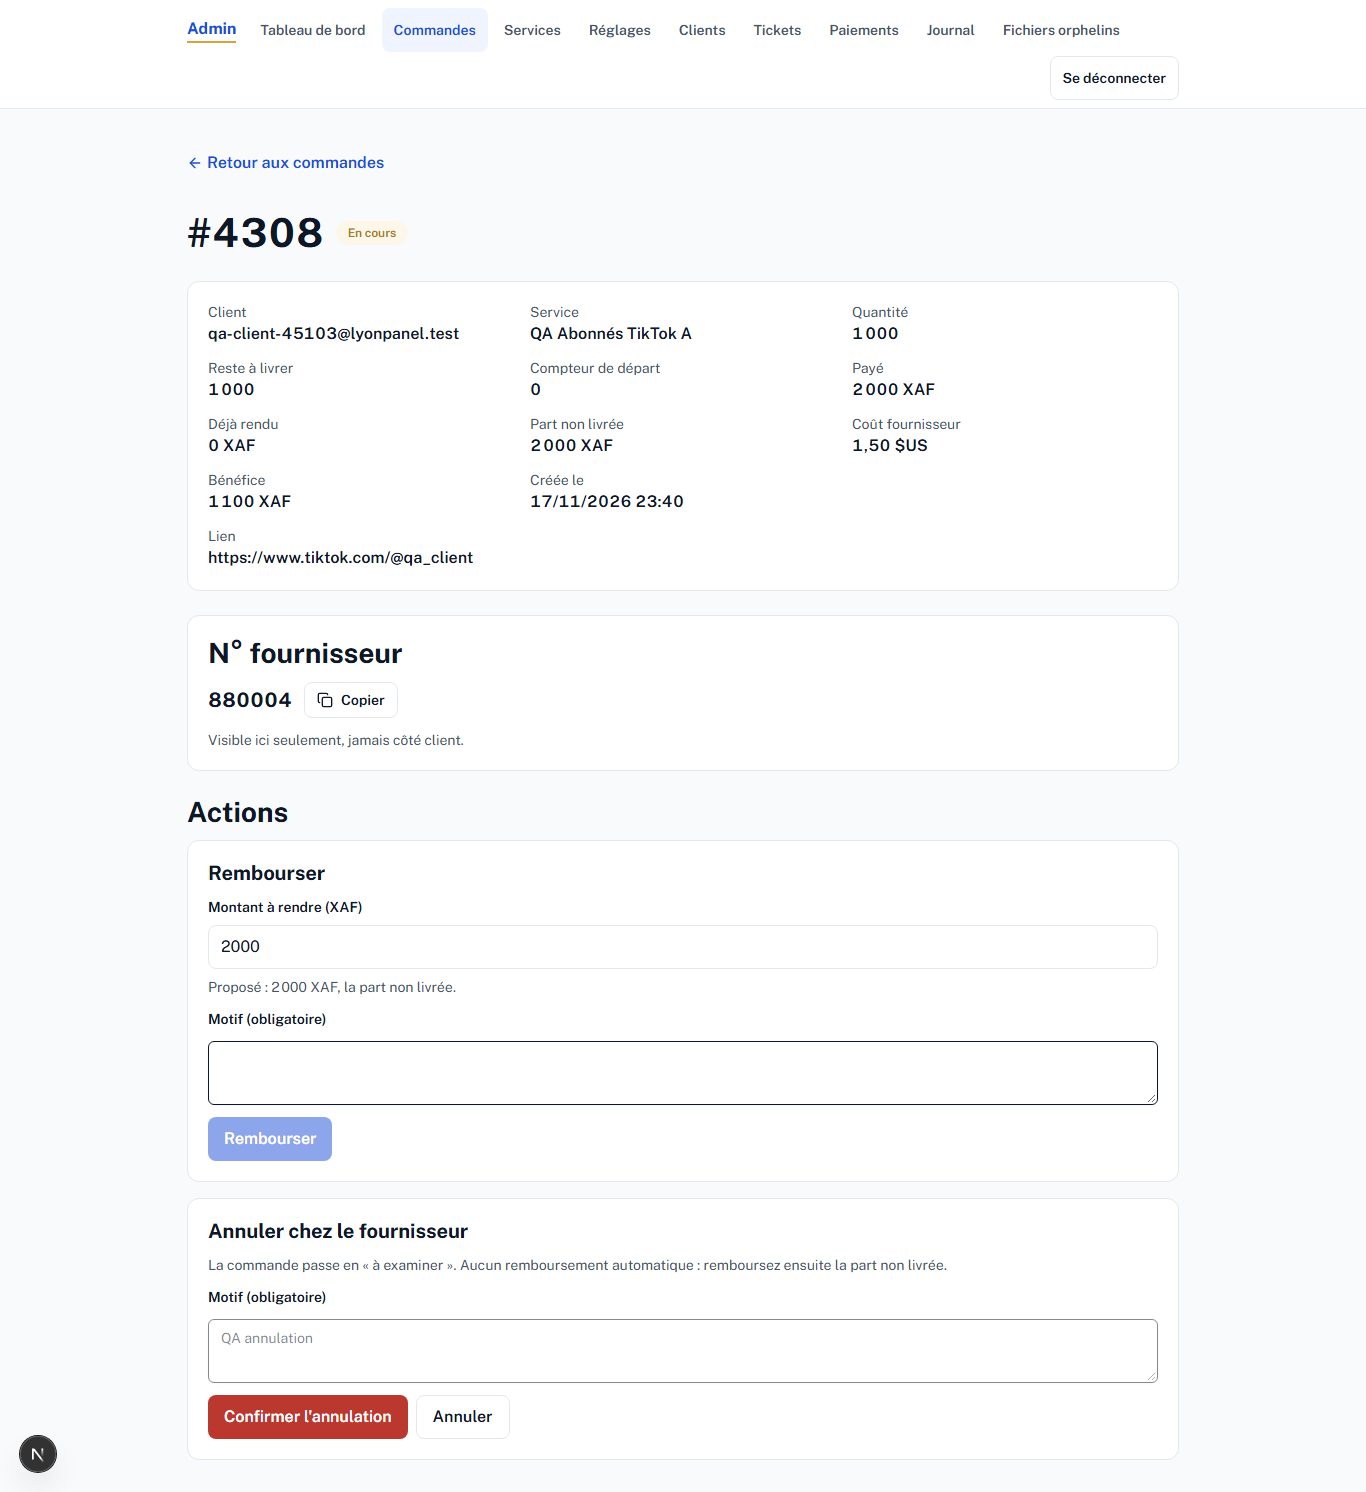 Admin
Tableau de bord
Commandes
Services
Réglages
Clients
Tickets
Paiements
Journal
Fichiers orphelins
Se déconnecter
← Retour aux commandes
#4308 En cours
Client
qa-client-45103@lyonpanel.test
Service
QA Abonnés TikTok A
Quantité
1 000
Reste à livrer
1 000
Compteur de départ
0
Payé
2 000 XAF
Déjà rendu
0 XAF
Part non livrée
2 000 XAF
Coût fournisseur
1,50 $US
Bénéfice
1 100 XAF
Créée le
17/11/2026 23:40
Lien
https://www.tiktok.com/@qa_client
N° fournisseur
880004 Copier
Visible ici seulement, jamais côté client.
Actions
Rembourser
Montant à rendre (XAF)
2000
Proposé : 2 000 XAF, la part non livrée.
Motif (obligatoire)
Rembourser
Annuler chez le fournisseur
La commande passe en « à examiner ». Aucun remboursement automatique : remboursez ensuite la part non livrée.
Motif (obligatoire)
QA annulation
Confirmer l'annulation
Annuler
N